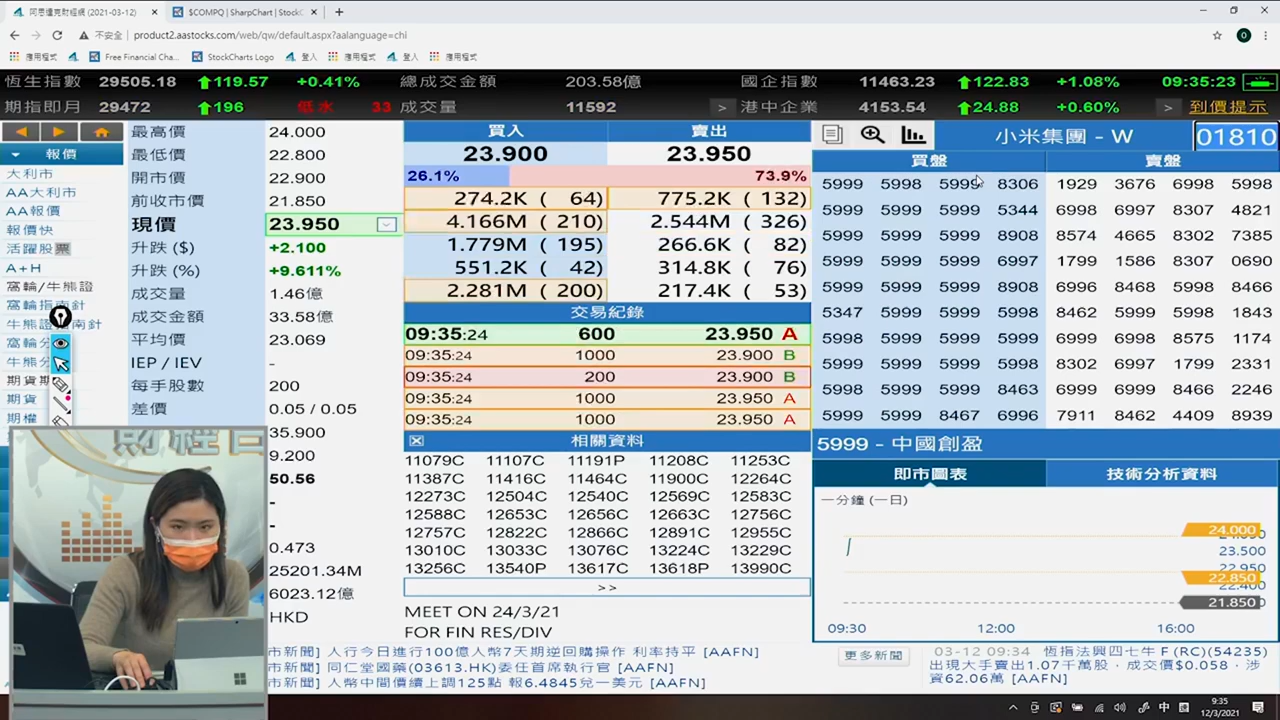 阿思達克財經網 (2021-03-12)
$COMPQ | SharpChart | StockC
不安全 | product2.aastocks.com/web/qw/default.aspx?aalanguage=chi
應用程式
Free Financial Cha...
StockCharts Logo
登入
應用程式
登入
應用程式
恆生指數 29505.18 119.57 +0.41% 總成交金額 203.58億 國企指數 11463.23 122.83 +1.08% 09:35:23
期指即月 29472 196 低水 33 成交量 11592 > 港中企業 4153.54 24.88 +0.60% > 到價提示
報價
大利市
AA大利市
AA報價
報價快
活躍股票
A+H
窩輪/牛熊證
窩輪指南針
牛熊證指南針
窩輪分
牛熊分
期貨期
期貨
期權
最高價 24.000
最低價 22.800
開市價 22.900
前收市價 21.850
現價 23.950
升跌 ($) +2.100
升跌 (%) +9.611%
成交量 1.46億
成交金額 33.58億
平均價 23.069
IEP / IEV -
每手股數 200
差價 0.05 / 0.05
35.900
9.200
50.56
-
-
0.473
25201.34M
6023.12億
HKD
買入 賣出
23.900 23.950
26.1% 73.9%
274.2K ( 64) 775.2K ( 132)
4.166M ( 210) 2.544M ( 326)
1.779M ( 195) 266.6K ( 82)
551.2K ( 42) 314.8K ( 76)
2.281M ( 200) 217.4K ( 53)
交易紀錄
09:35:24 600 23.950 A
09:35:24 1000 23.900 B
09:35:24 200 23.900 B
09:35:24 1000 23.950 A
09:35:24 1000 23.950 A
相關資料
11079C 11107C 11191P 11208C 11253C
11387C 11416C 11464C 11900C 12264C
12273C 12504C 12540C 12569C 12583C
12588C 12653C 12656C 12663C 12756C
12757C 12822C 12866C 12891C 12955C
13010C 13033C 13076C 13224C 13229C
13256C 13540P 13617C 13618P 13990C
>>
MEET ON 24/3/21
FOR FIN RES/DIV
小米集團 - W 01810
買盤 賣盤
5999 5998 5999 8306 1929 3676 6998 5998
5999 5999 5999 5344 6998 6997 8307 4821
5999 5999 5999 8908 8574 4665 8302 7385
5999 5999 5999 6997 1799 1586 8307 0690
5999 5999 5999 8908 6996 8468 5998 8466
5347 5999 5999 5998 8462 5998 5998 1843
5998 5999 5999 5999 6999 6998 8575 1174
5999 5999 5999 5999 8302 6997 1799 2331
5998 5999 5999 8463 6999 5999 8466 2246
5999 5999 8467 6996 7911 8462 4409 8939
5999 - 中國創盈
即市圖表 技術分析資料
一分鐘 (一日)
24.000
23.500
22.950
22.850
22.400
21.850
09:30 12:00 16:00
財經日
市新聞] 人行今日進行100億人幣7天期逆回購操作 利率持平 [AAFN]
市新聞] 同仁堂國藥(03613.HK)委任首席執行官 [AAFN]
市新聞] 人幣中間價續上調125點 報6.4845兌一美元 [AAFN]
更多新聞
03-12 09:34 恆指法興四七牛F (RC)(54235)
出現大手賣出1.07千萬股，成交價$0.058，涉
資62.06萬 [AAFN]
中
9:35
12/3/2021